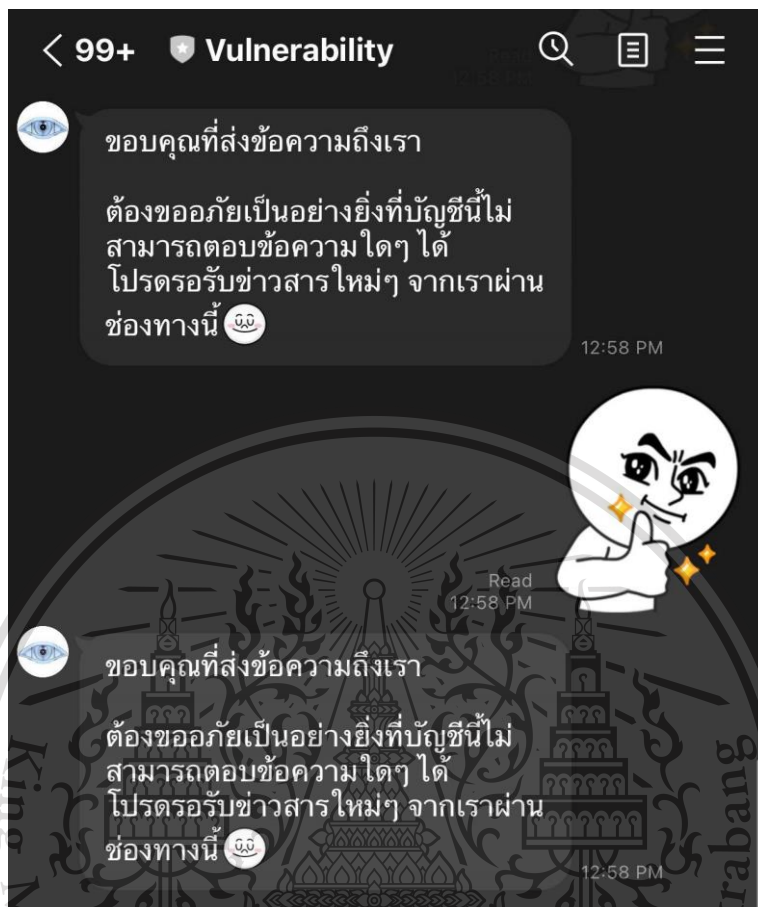 99+ Vulnerability
ขอบคุณที่ส่งข้อความถึงเรา
ต้องขออภัยเป็นอย่างยิ่งที่บัญชีนี้ไม่
สามารถตอบข้อความใดๆ ได้
โปรดรอรับข่าวสารใหม่ๆ จากเราผ่าน
ช่องทางนี้
12:58 PM
Read
12:58 PM
ขอบคุณที่ส่งข้อความถึงเรา
ต้องขออภัยเป็นอย่างยิ่งที่บัญชีนี้ไม่
สามารถตอบข้อความใดๆ ได้
โปรดรอรับข่าวสารใหม่ๆ จากเราผ่าน
ช่องทางนี้
12:58 PM